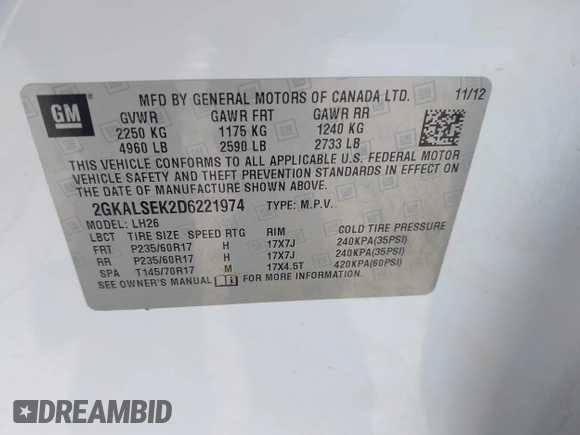 GM
MFD BY GENERAL MOTORS OF CANADA LTD. 11/12
GVWR GAWR FRT GAWR RR
2250 KG 1175 KG 1240 KG
4960 LB 2590 LB 2733 LB
THIS VEHICLE CONFORMS TO ALL APPLICABLE U.S. FEDERAL MOTOR
VEHICLE SAFETY AND THEFT PREVENTION STANDARDS IN EFFECT ON
THE DATE OF MANUFACTURE SHOWN ABOVE.
2GKALSEK2D6221974 TYPE: M.P.V.
MODEL: LH26
LBCT TIRE SIZE SPEED RTG RIM COLD TIRE PRESSURE
FRT P235/60R17 H 17X7J 240KPA(35PSI)
RR P235/60R17 H 17X7J 240KPA(35PSI)
SPA T145/70R17 M 17X4.5T 420KPA(60PSI)
SEE OWNER'S MANUAL FOR MORE INFORMATION.
DREAMBID